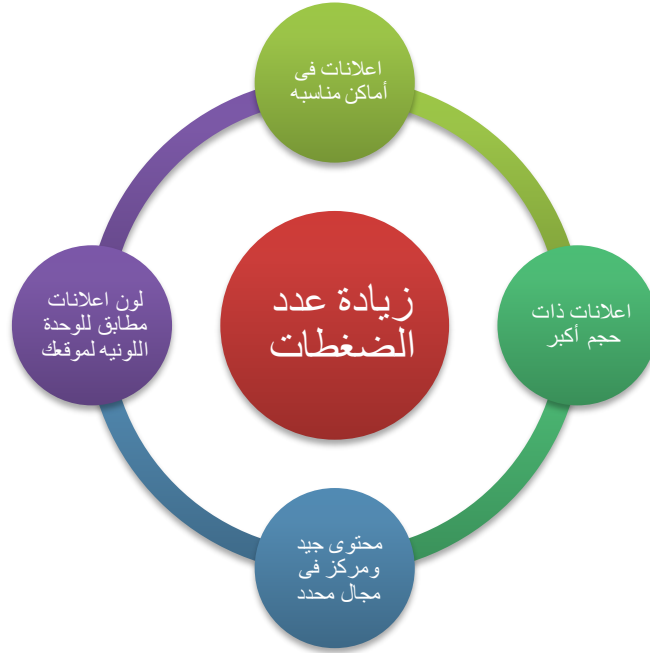 اعلانات فى
أماكن مناسبه
زيادة عدد
الضغطات
اعلانات ذات
حجم أكبر
محتوى جيد
ومركز فى
مجال محدد
لون اعلانات
مطابق للوحدة
اللونيه لموقعك